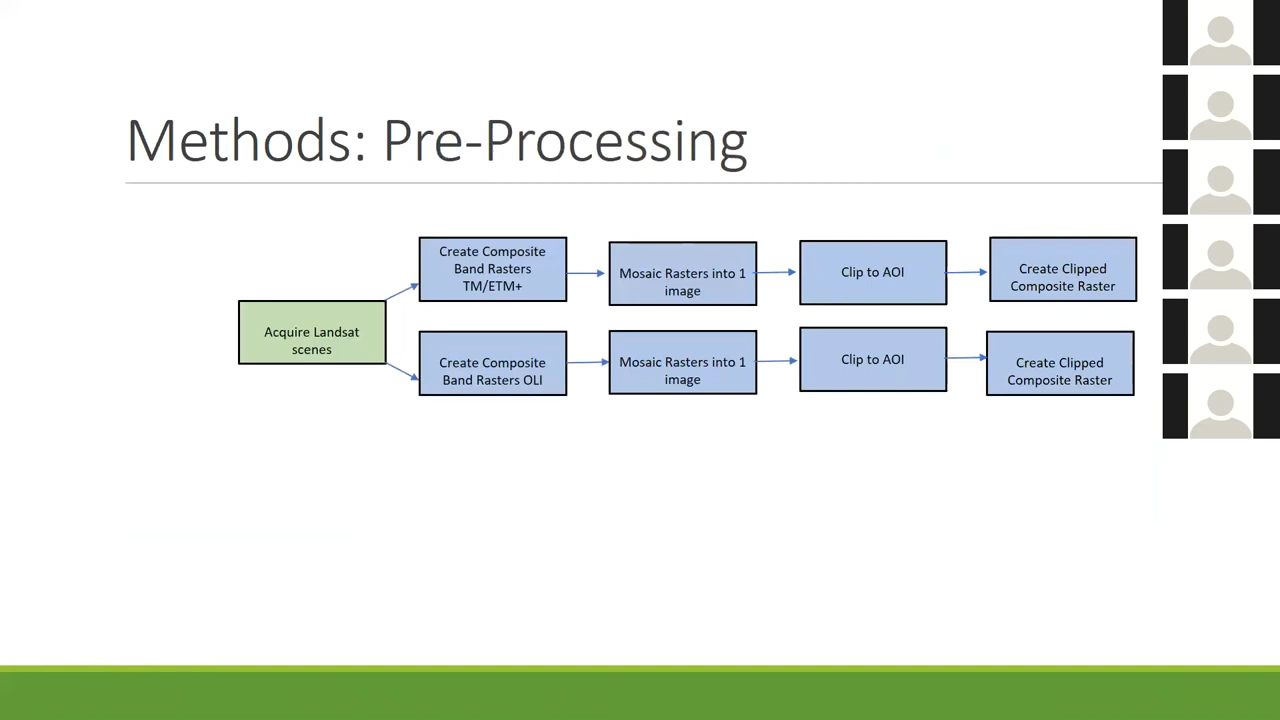 Methods: Pre-Processing
Create Composite
Band Rasters
TM/ETM+
Mosaic Rasters into 1
image
Clip to AOI
Create Clipped
Composite Raster
Acquire Landsat
scenes
Create Composite
Band Rasters OLI
Mosaic Rasters into 1
image
Clip to AOI
Create Clipped
Composite Raster